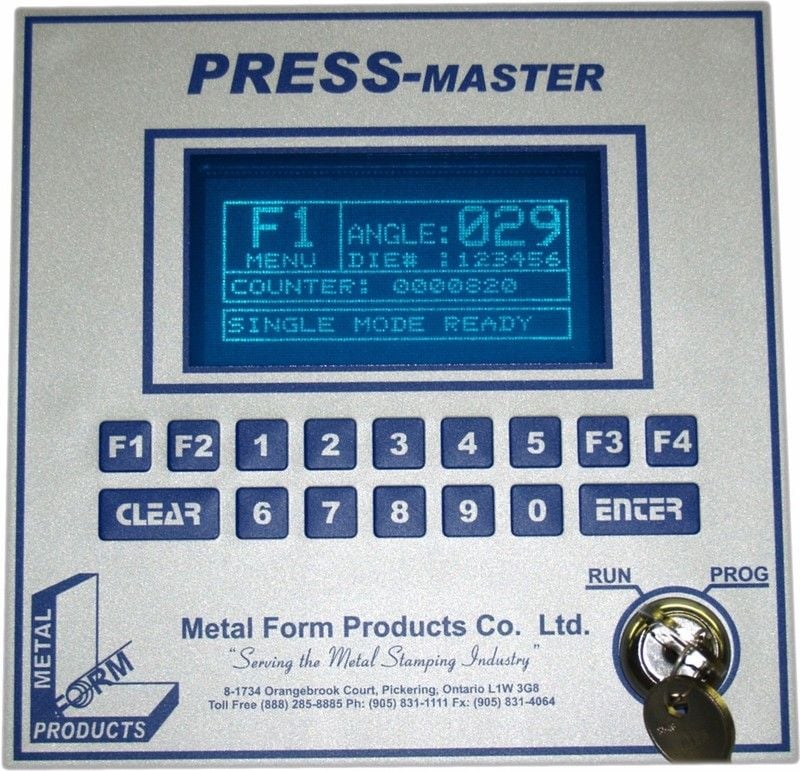 PRESS-MASTER
F1 ANGLE:029
MENU DIE# :123456
COUNTER: 0000820
SINGLE MODE READY
F1 F2 1 2 3 4 5 F3 F4
CLEAR 6 7 8 9 0 ENTER
RUN PROG
METAL
FORM
PRODUCTS
Metal Form Products Co. Ltd.
"Serving the Metal Stamping Industry"
8-1734 Orangebrook Court, Pickering, Ontario L1W 3G8
Toll Free (888) 285-8885 Ph: (905) 831-1111 Fx: (905) 831-4064